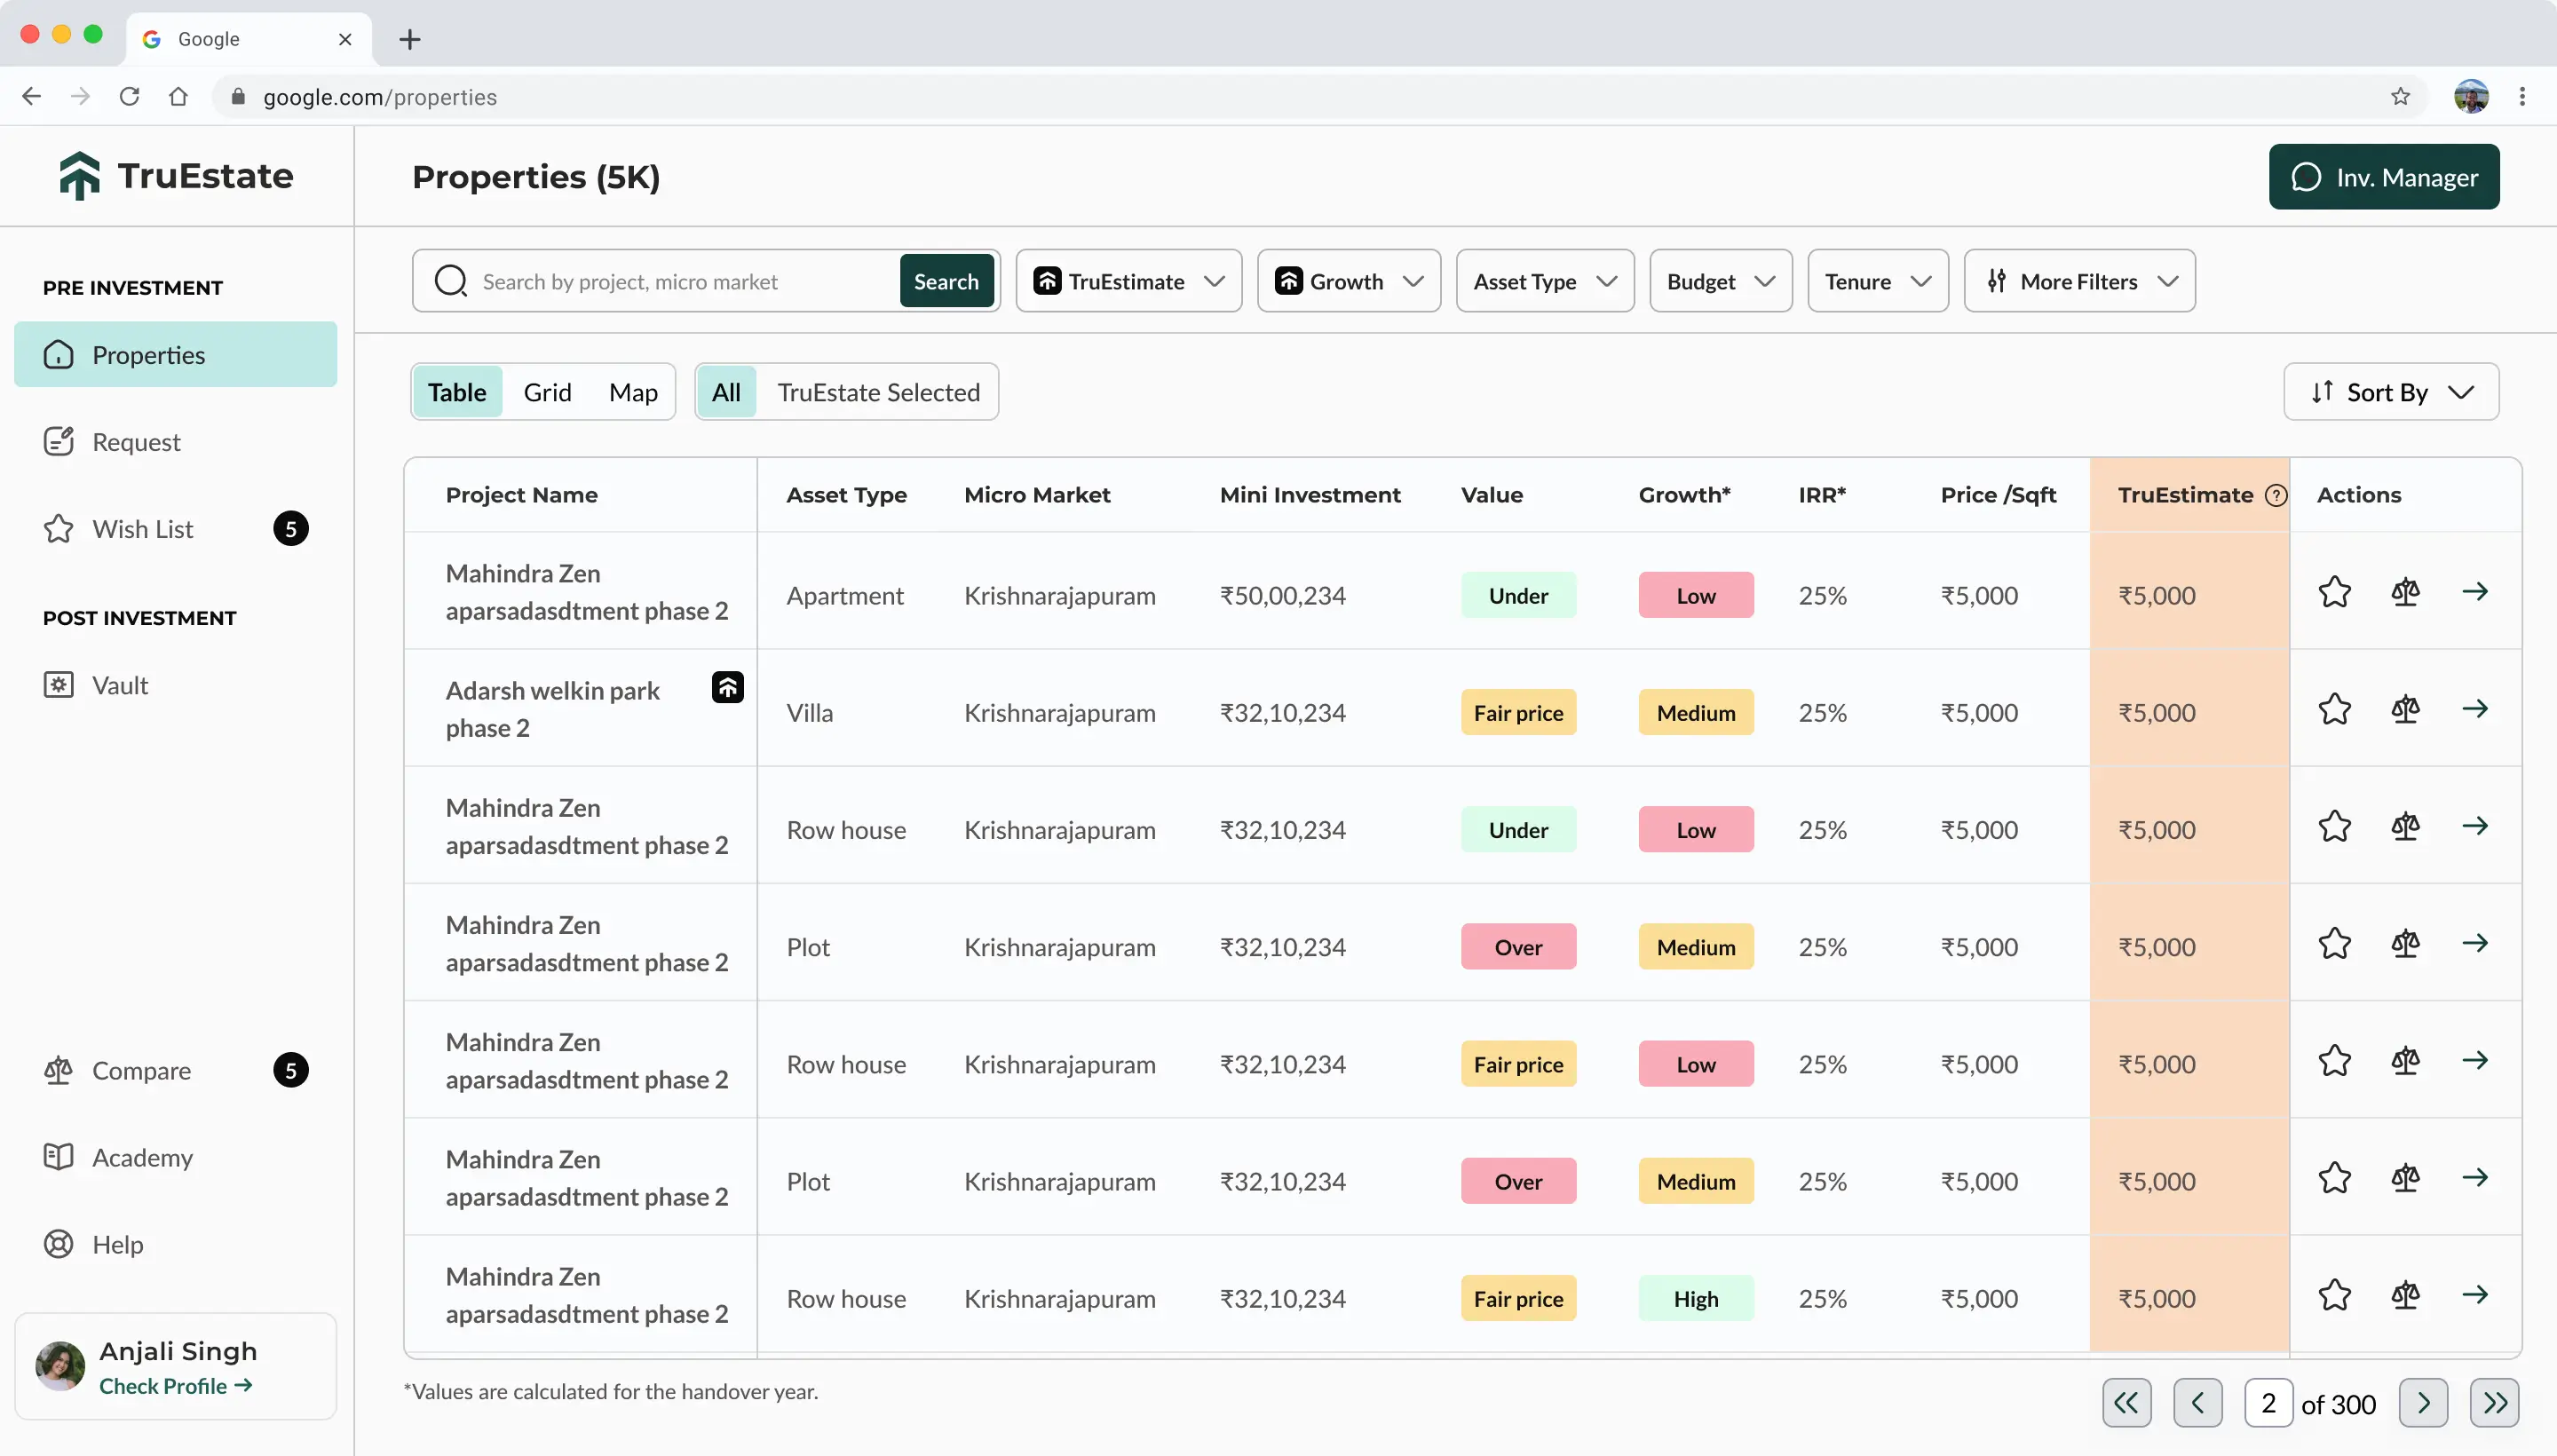 Google
google.com/properties
TruEstate
Properties (5K)
Inv. Manager
PRE INVESTMENT
Properties
Request
Wish List
5
POST INVESTMENT
Vault
Compare
5
Academy
Help
Anjali Singh
Check Profile
Search by project, micro market
Search
TruEstimate
Growth
Asset Type
Budget
Tenure
More Filters
Table
Grid
Map
All
TruEstate Selected
Sort By
Project Name Asset Type Micro Market Mini Investment Value Growth* IRR* Price /Sqft TruEstimate ? Actions
Mahindra Zen
aparsadasdtment phase 2
Apartment Krishnarajapuram ₹50,00,234 Under Low 25% ₹5,000 ₹5,000
Adarsh welkin park
phase 2
Villa Krishnarajapuram ₹32,10,234 Fair price Medium 25% ₹5,000 ₹5,000
Mahindra Zen
aparsadasdtment phase 2
Row house Krishnarajapuram ₹32,10,234 Under Low 25% ₹5,000 ₹5,000
Mahindra Zen
aparsadasdtment phase 2
Plot Krishnarajapuram ₹32,10,234 Over Medium 25% ₹5,000 ₹5,000
Mahindra Zen
aparsadasdtment phase 2
Row house Krishnarajapuram ₹32,10,234 Fair price Low 25% ₹5,000 ₹5,000
Mahindra Zen
aparsadasdtment phase 2
Plot Krishnarajapuram ₹32,10,234 Over Medium 25% ₹5,000 ₹5,000
Mahindra Zen
aparsadasdtment phase 2
Row house Krishnarajapuram ₹32,10,234 Fair price High 25% ₹5,000 ₹5,000
*Values are calculated for the handover year.
2 of 300